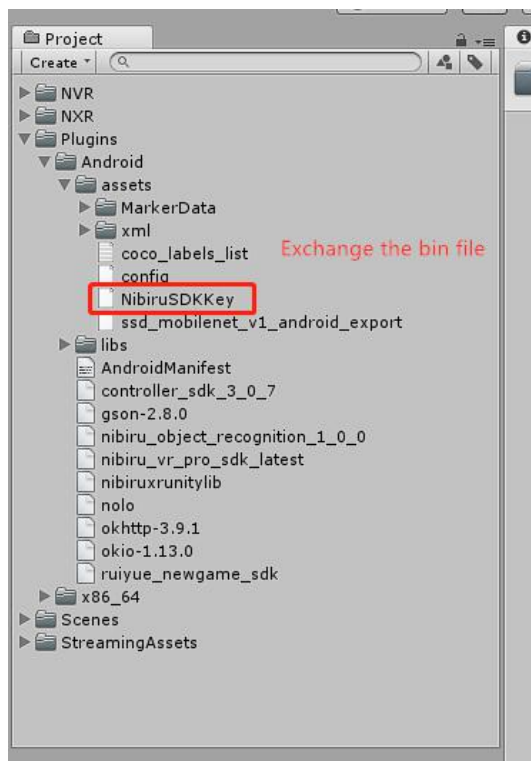 Project
Create
NVR
NXR
Plugins
Android
assets
MarkerData
xml
coco_labels_list
Exchange the bin file
config
NibiruSDKKey
ssd_mobilenet_v1_android_export
libs
AndroidManifest
controller_sdk_3_0_7
gson-2.8.0
nibiru_object_recognition_1_0_0
nibiru_vr_pro_sdk_latest
nibiruxrunitylib
nolo
okhttp-3.9.1
okio-1.13.0
ruiyue_newgame_sdk
x86_64
Scenes
StreamingAssets